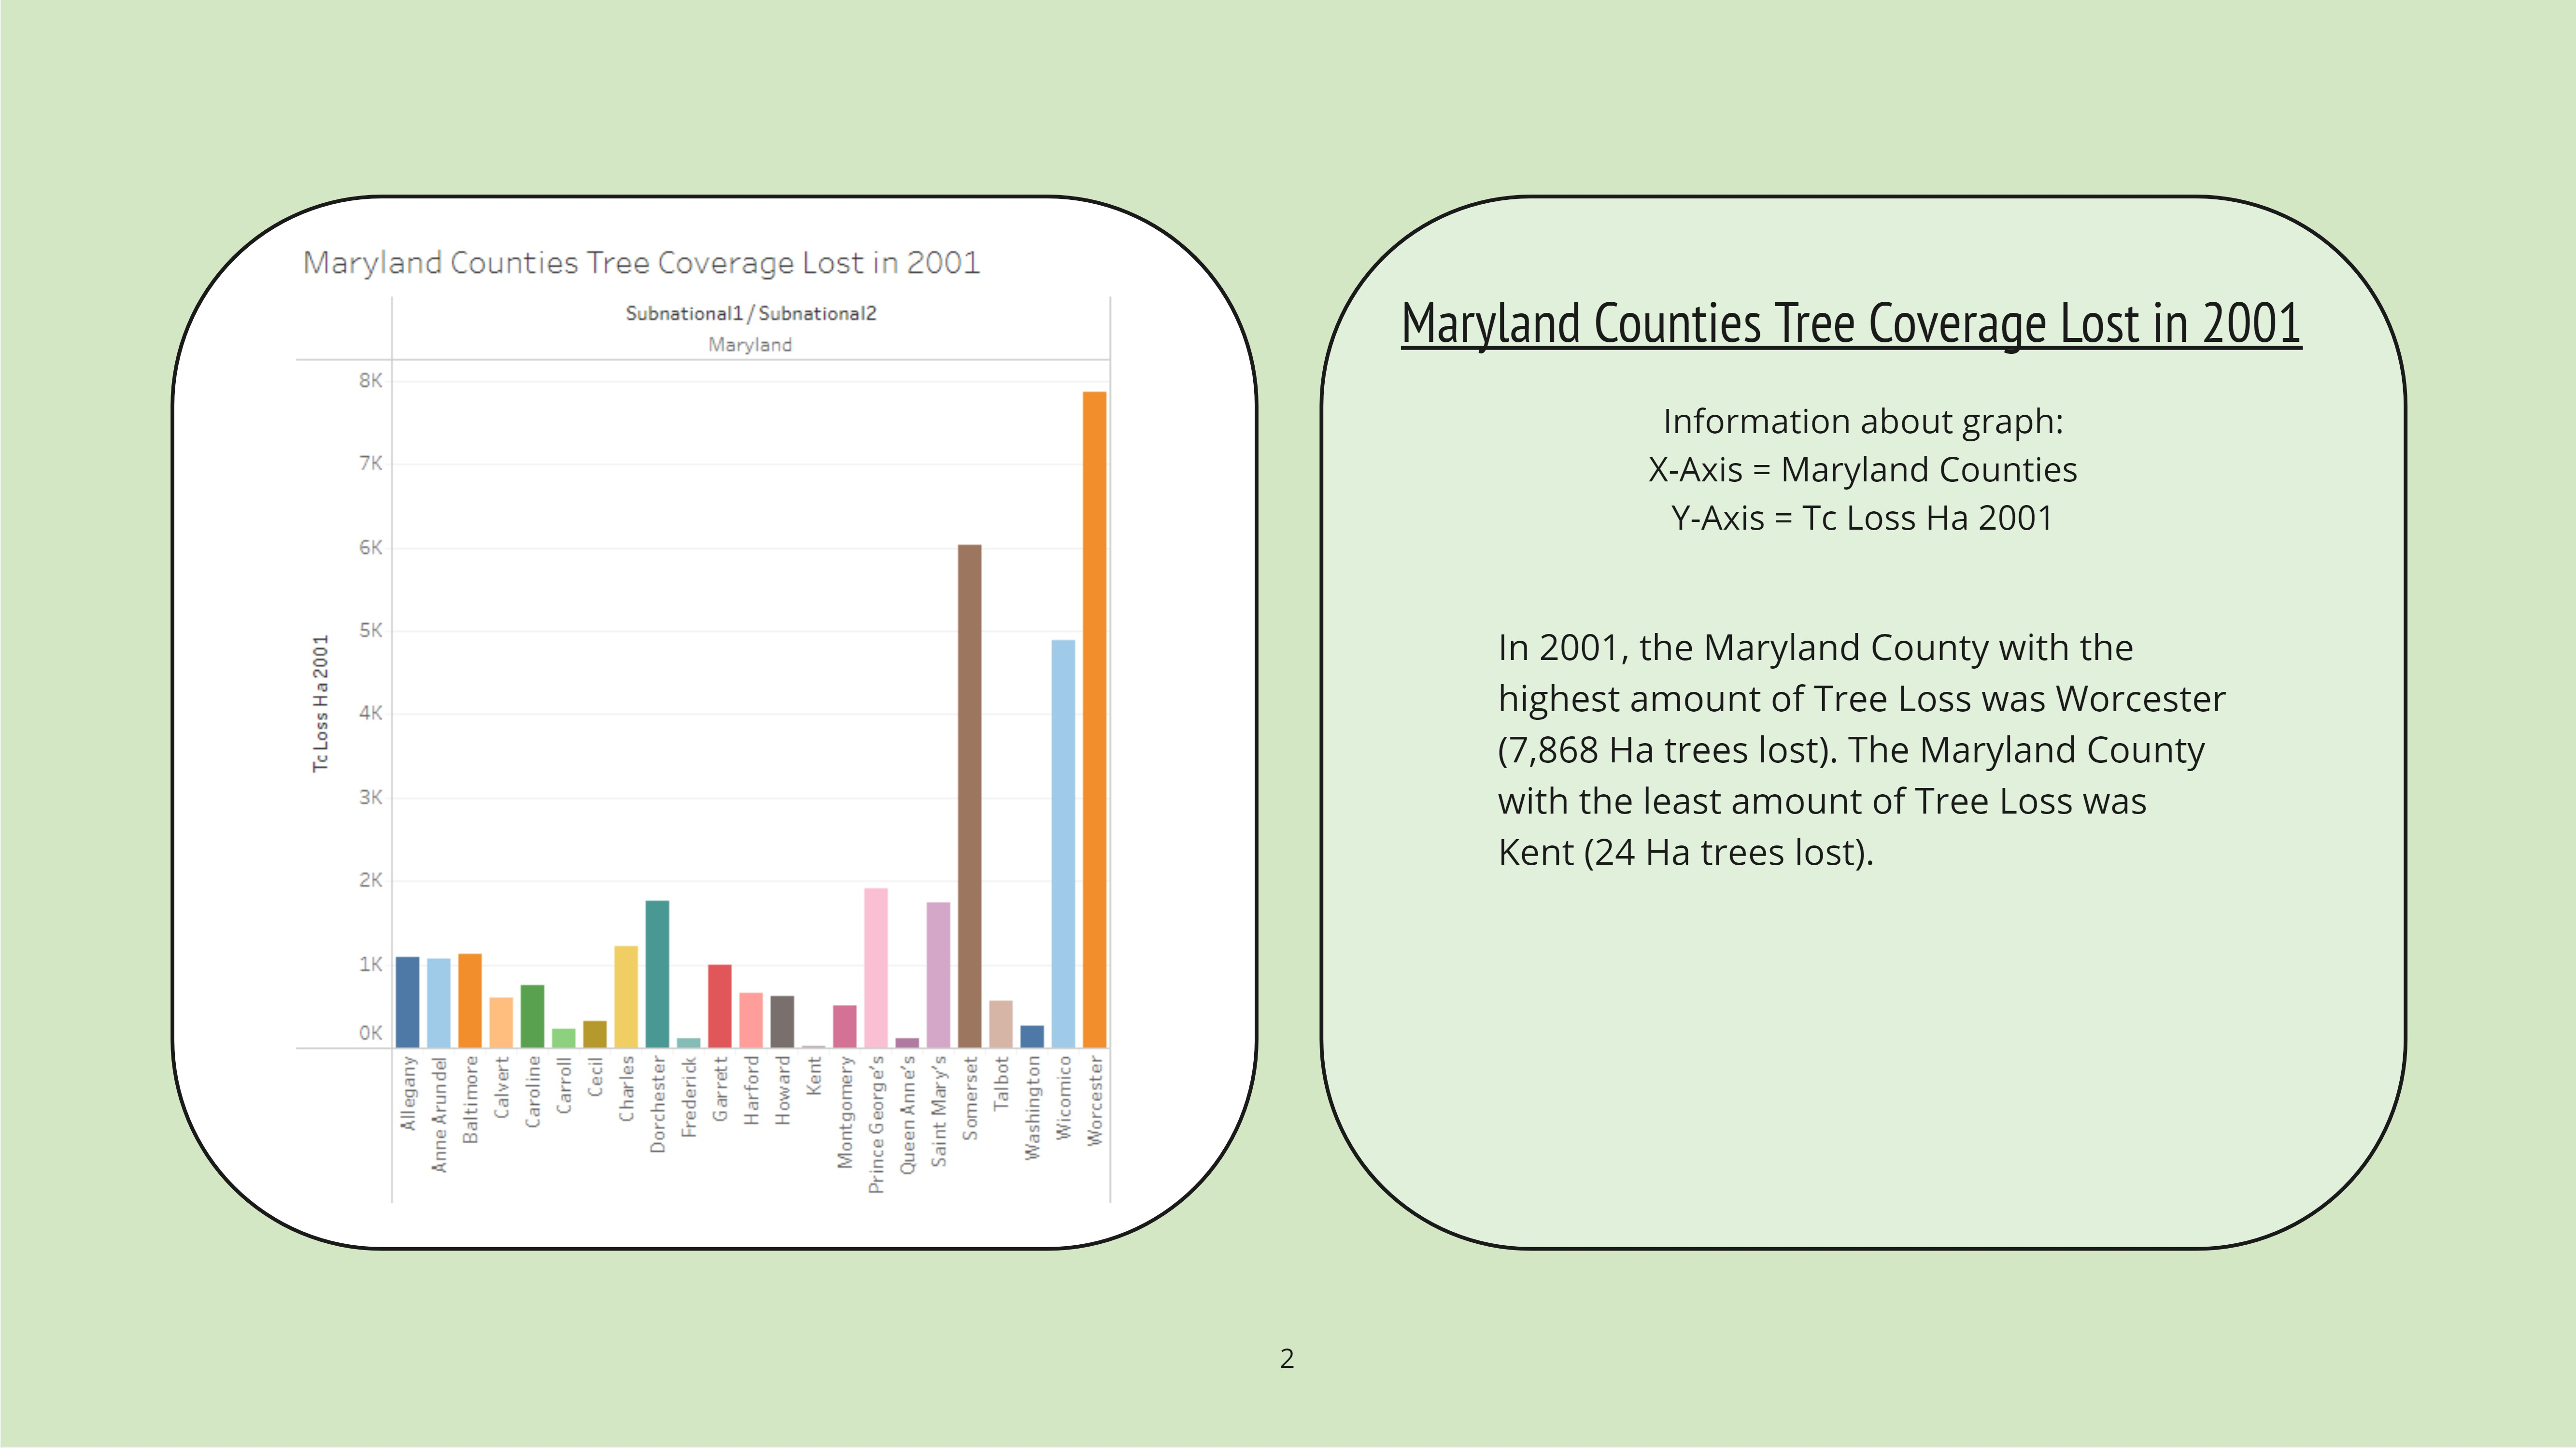 Maryland Counties Tree Coverage Lost in 2001
Subnational1 / Subnational2
Maryland
8K
7K
6K
5K
4K
3K
2K
1K
0K
Tc Loss Ha 2001
Allegany
Anne Arundel
Baltimore
Calvert
Caroline
Carroll
Cecil
Charles
Dorchester
Frederick
Garrett
Harford
Howard
Kent
Montgomery
Prince George's
Queen Anne's
Saint Mary's
Somerset
Talbot
Washington
Wicomico
Worcester
Maryland Counties Tree Coverage Lost in 2001
Information about graph:
X-Axis = Maryland Counties
Y-Axis = Tc Loss Ha 2001
In 2001, the Maryland County with the
highest amount of Tree Loss was Worcester
(7,868 Ha trees lost). The Maryland County
with the least amount of Tree Loss was
Kent (24 Ha trees lost).
2